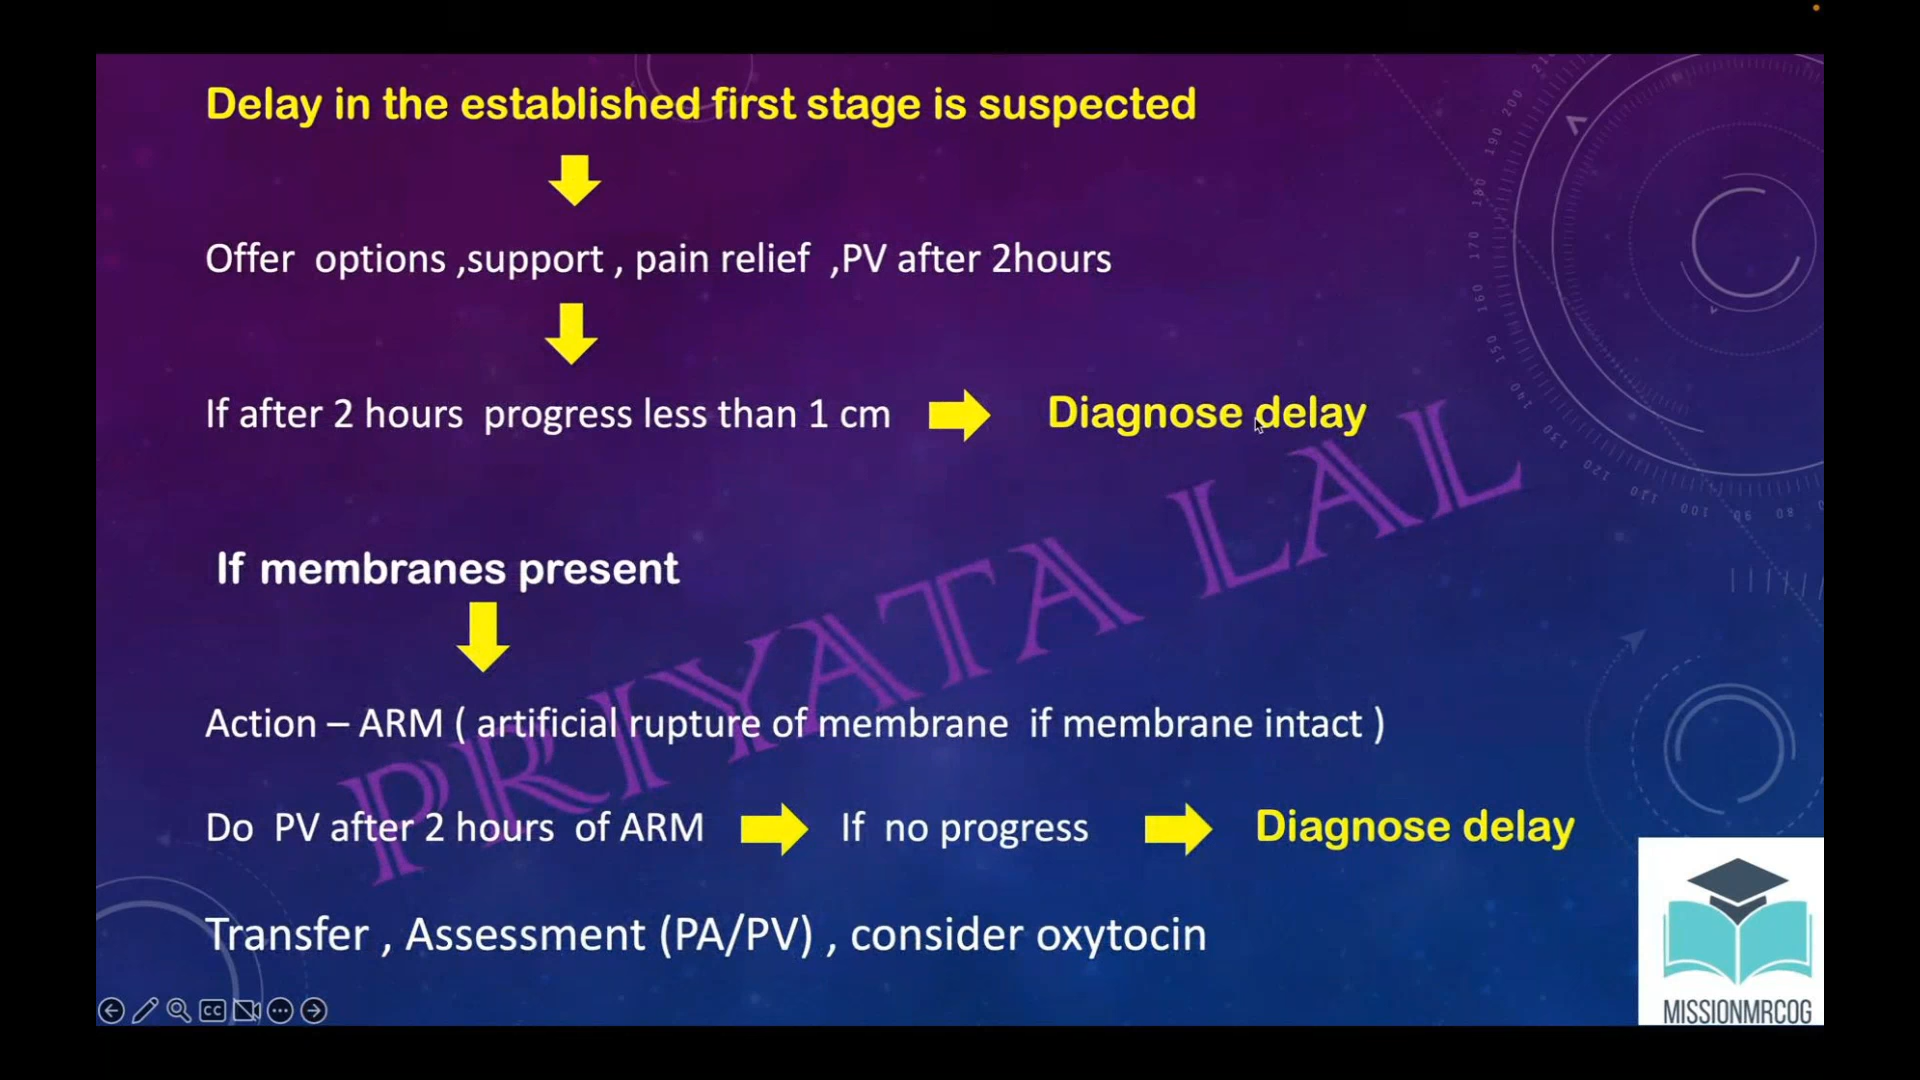 Delay in the established first stage is suspected
Offer options ,support , pain relief ,PV after 2hours
If after 2 hours progress less than 1 cm
Diagnose delay
If membranes present
Action – ARM ( artificial rupture of membrane if membrane intact )
Do PV after 2 hours of ARM
If no progress
Diagnose delay
Transfer , Assessment (PA/PV) , consider oxytocin
PRIYATA LAL
CC
MISSIONMRCOG